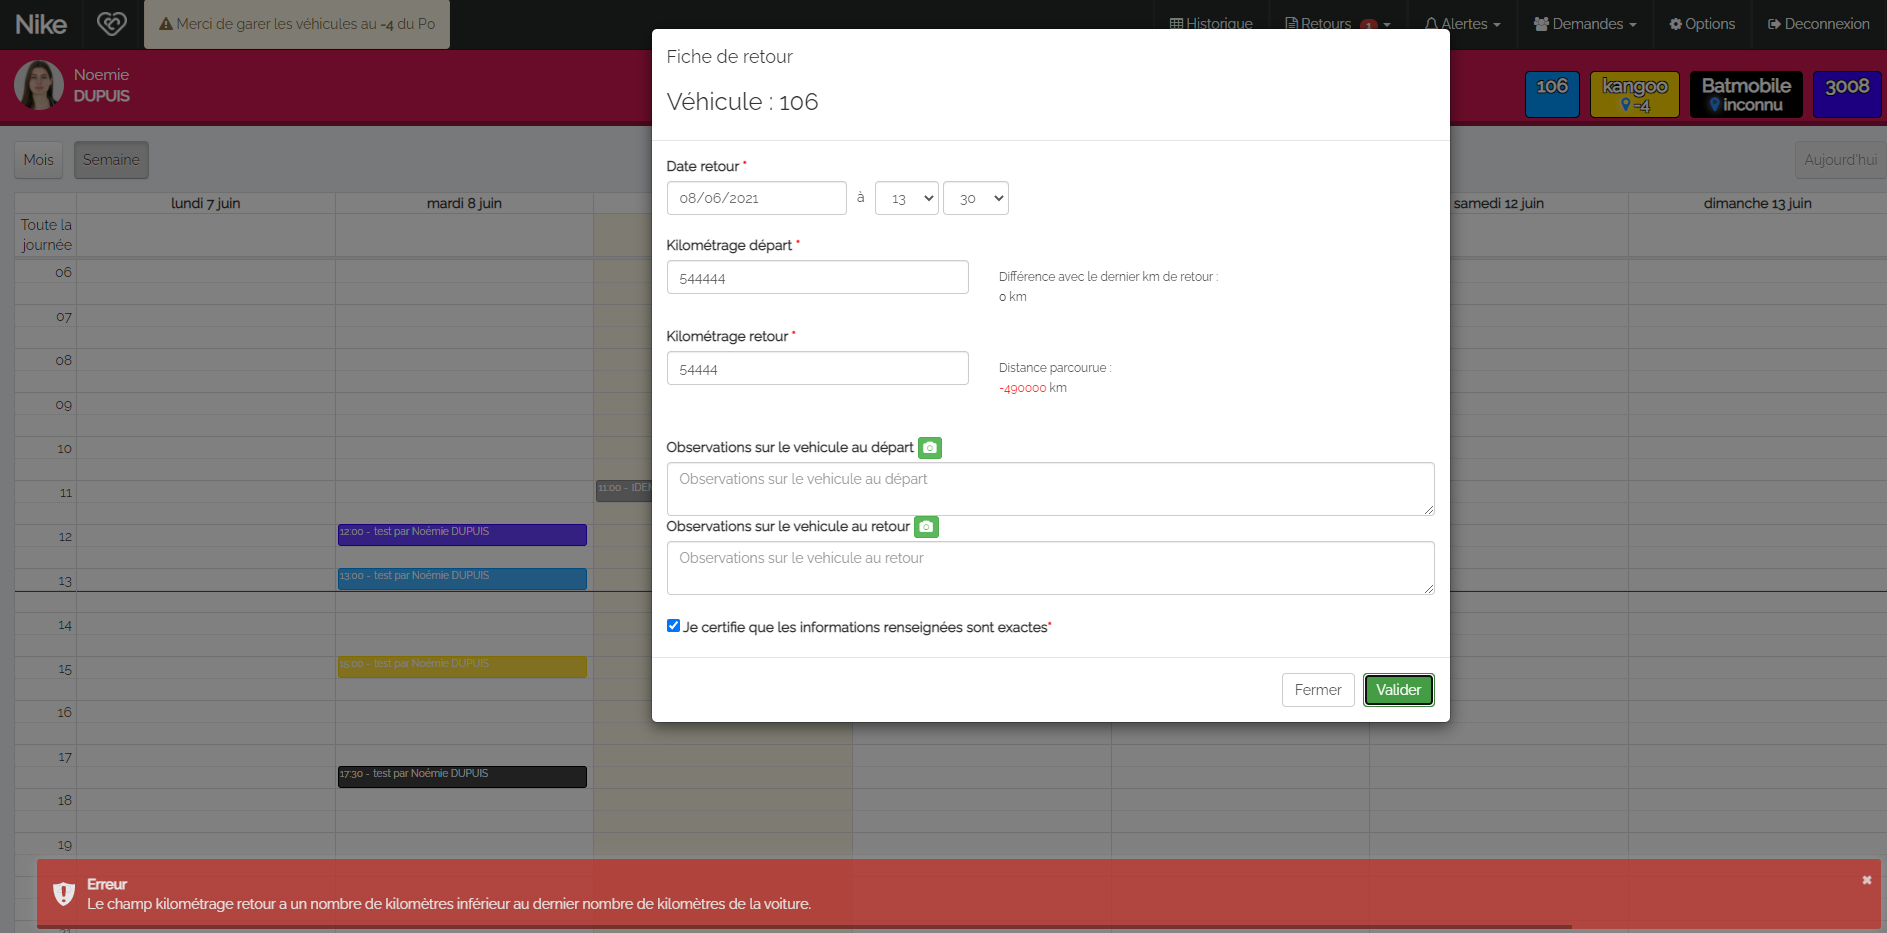 Nike
Merci de garer les véhicules au -4 du Po
Historique
Retours 1
Alertes
Demandes
Options
Deconnexion
Noemie
DUPUIS
106
kangoo
-4
Batmobile
inconnu
3008
Mois
Semaine
Aujourd'hui
lundi 7 juin
mardi 8 juin
samedi 12 juin
dimanche 13 juin
Toute la
journée
06
07
08
09
10
11
11:00 -
12
12:00 - test par Noémie DUPUIS
13
13:00 - test par Noémie DUPUIS
14
15
15:00 - test par Noémie DUPUIS
16
17
17:30 - test par Noémie DUPUIS
18
19
Fiche de retour
Véhicule : 106
Date retour *
08/06/2021 à 13 30
Kilométrage départ *
544444
Différence avec le dernier km de retour :
0 km
Kilométrage retour *
54444
Distance parcourue :
-490000 km
Observations sur le vehicule au départ
Observations sur le vehicule au départ
Observations sur le vehicule au retour
Observations sur le vehicule au retour
Je certifie que les informations renseignées sont exactes*
Fermer
Valider
Erreur
Le champ kilométrage retour a un nombre de kilomètres inférieur au dernier nombre de kilomètres de la voiture.